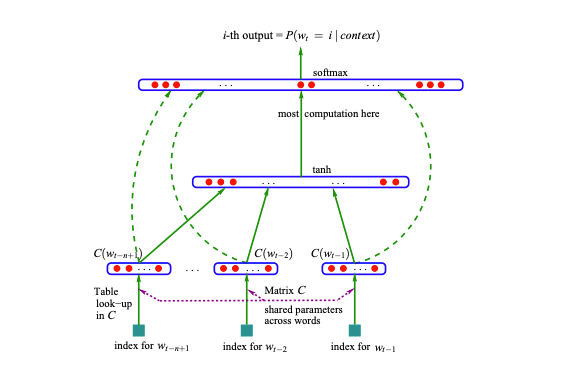 i-th output = P(w_t = i | context)
softmax
... ...
most computation here
tanh
... ...
C(w_{t−n+1}) C(w_{t−2}) C(w_{t−1})
... ... ... ...
Table Matrix C
look−up
in C shared parameters
across words
index for w_{t−n+1} index for w_{t−2} index for w_{t−1}